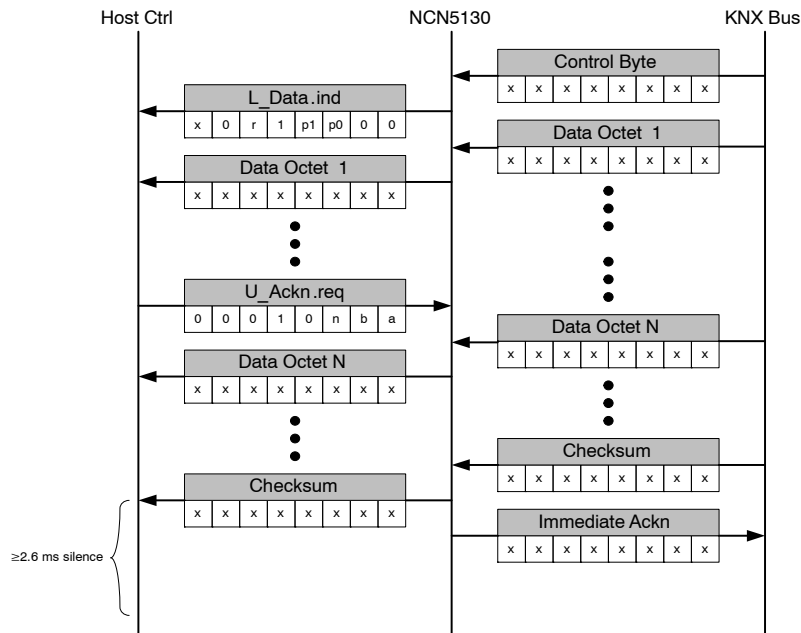 Host Ctrl NCN5130 KNX Bus
Control Byte
x x x x x x x x
L_Data.ind
x 0 r 1 p1 p0 0 0
Data Octet 1
x x x x x x x x
Data Octet 1
x x x x x x x x
U_Ackn.req
0 0 0 1 0 n b a
Data Octet N
x x x x x x x x
Data Octet N
x x x x x x x x
Checksum
x x x x x x x x
Checksum
x x x x x x x x
Immediate Ackn
x x x x x x x x
≥2.6 ms silence